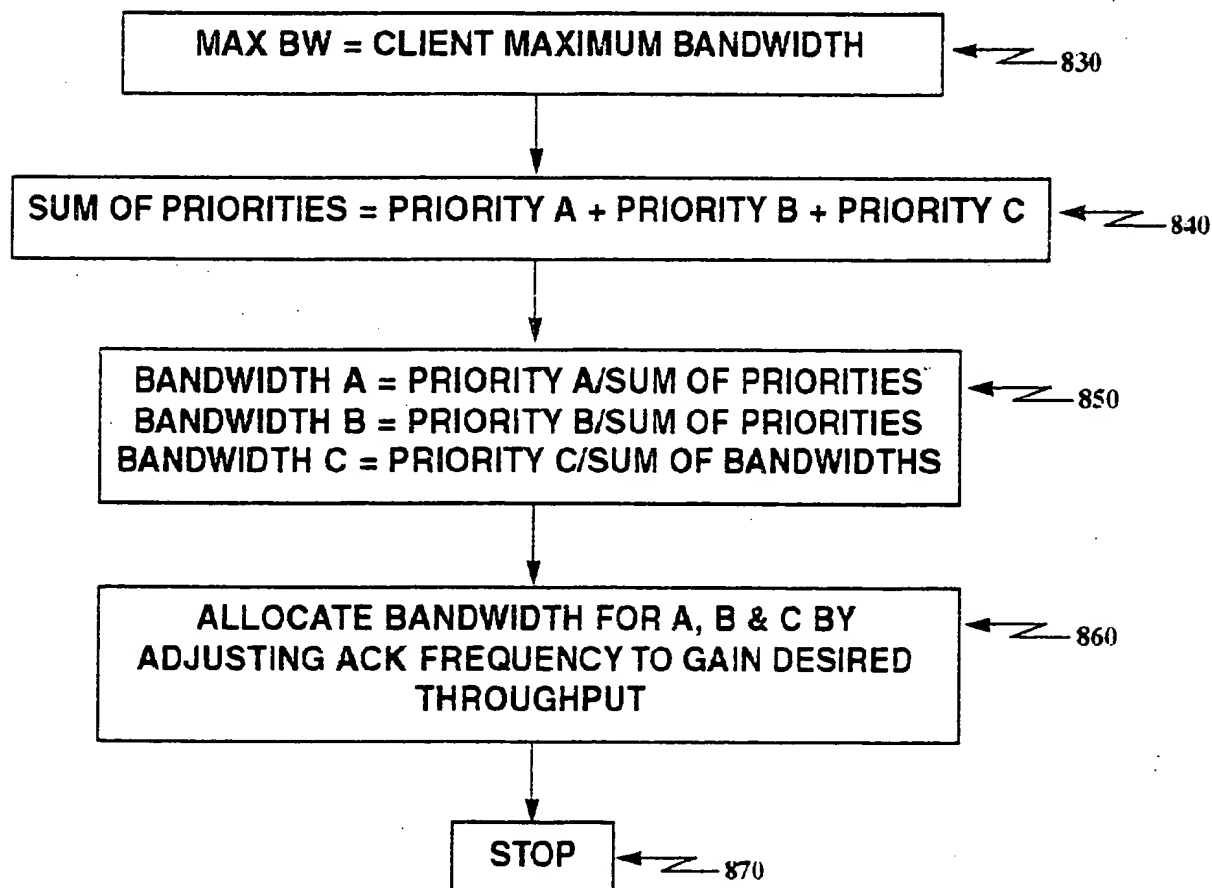 MAX BW = CLIENT MAXIMUM BANDWIDTH
830
SUM OF PRIORITIES = PRIORITY A + PRIORITY B + PRIORITY C
840
BANDWIDTH A = PRIORITY A/SUM OF PRIORITIES
BANDWIDTH B = PRIORITY B/SUM OF PRIORITIES
BANDWIDTH C = PRIORITY C/SUM OF BANDWIDTHS
850
ALLOCATE BANDWIDTH FOR A, B & C BY
ADJUSTING ACK FREQUENCY TO GAIN DESIRED
THROUGHPUT
860
STOP
870